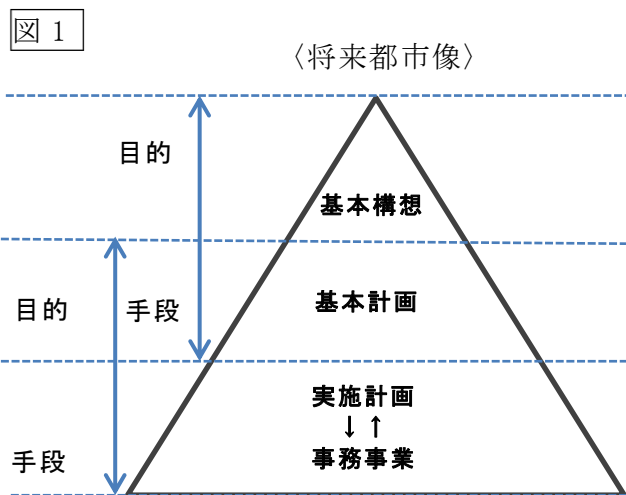 図 1
〈将来都市像〉
目的
基本構想
目的
手段
基本計画
実施計画
↓ ↑
手段
事務事業